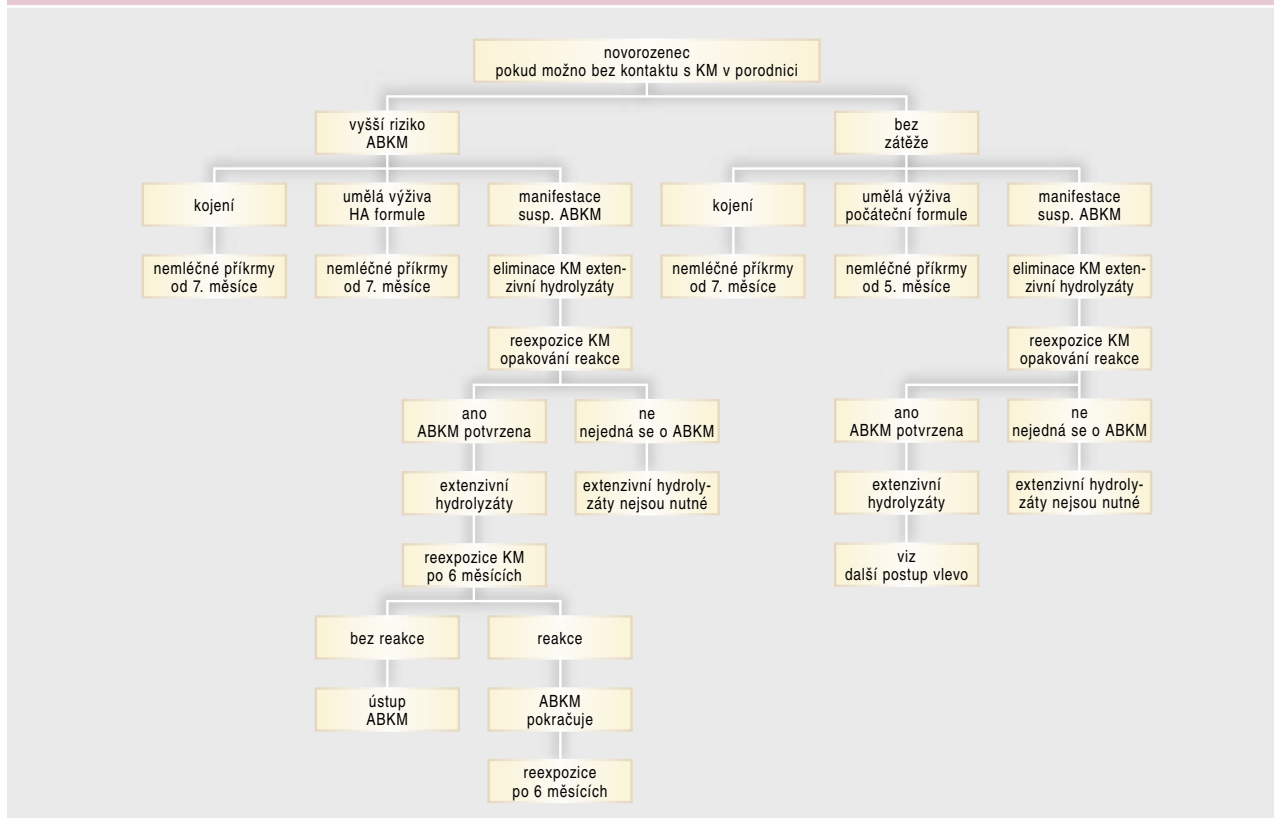 novorozenec
pokud možno bez kontaktu s KM v porodnici
vyšší riziko
ABKM
bez
zátěže
kojení
umělá výživa
HA formule
manifestace
susp. ABKM
kojení
umělá výživa
počáteční formule
manifestace
susp. ABKM
nemléčné příkrmy
od 7. měsíce
nemléčné příkrmy
od 7. měsíce
eliminace KM exten-
zivní hydrolyzáty
nemléčné příkrmy
od 7. měsíce
nemléčné příkrmy
od 5. měsíce
eliminace KM exten-
zivní hydrolyzáty
reexpozice KM
opakování reakce
reexpozice KM
opakování reakce
ano
ABKM potvrzena
ne
nejedná se o ABKM
ano
ABKM potvrzena
ne
nejedná se o ABKM
extenzivní
hydrolyzáty
extenzivní hydroly-
záty nejsou nutné
extenzivní
hydrolyzáty
extenzivní hydroly-
záty nejsou nutné
reexpozice KM
po 6 měsících
viz
další postup vlevo
bez reakce
reakce
ústup
ABKM
ABKM
pokračuje
reexpozice
po 6 měsících